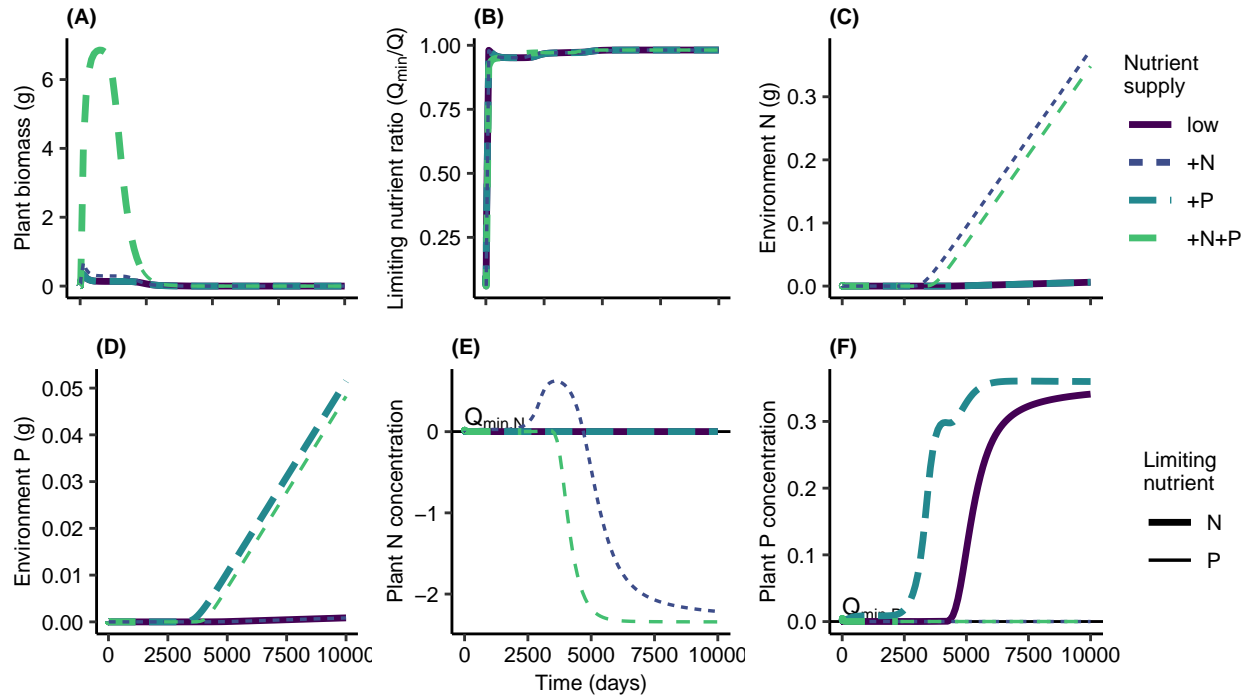 (A)
Plant biomass (g)
6
4
2
0
(B)
Limiting nutrient ratio (Qmin/Q)
1.00
0.75
0.50
0.25
(C)
Environment N (g)
0.3
0.2
0.1
0.0
0
2500
5000
7500
10000
Nutrient
supply
low
+N
+P
+N+P
(D)
Environment P (g)
0.05
0.04
0.03
0.02
0.01
0.00
0
2500
5000
7500
(E)
Plant N concentration
0
−1
−2
Qmin,N
0
2500
5000
7500
10000
Time (days)
(F)
Plant P concentration
0.3
0.2
0.1
0.0
Qmin,P
0
2500
5000
7500
10000
Limiting
nutrient
N
P